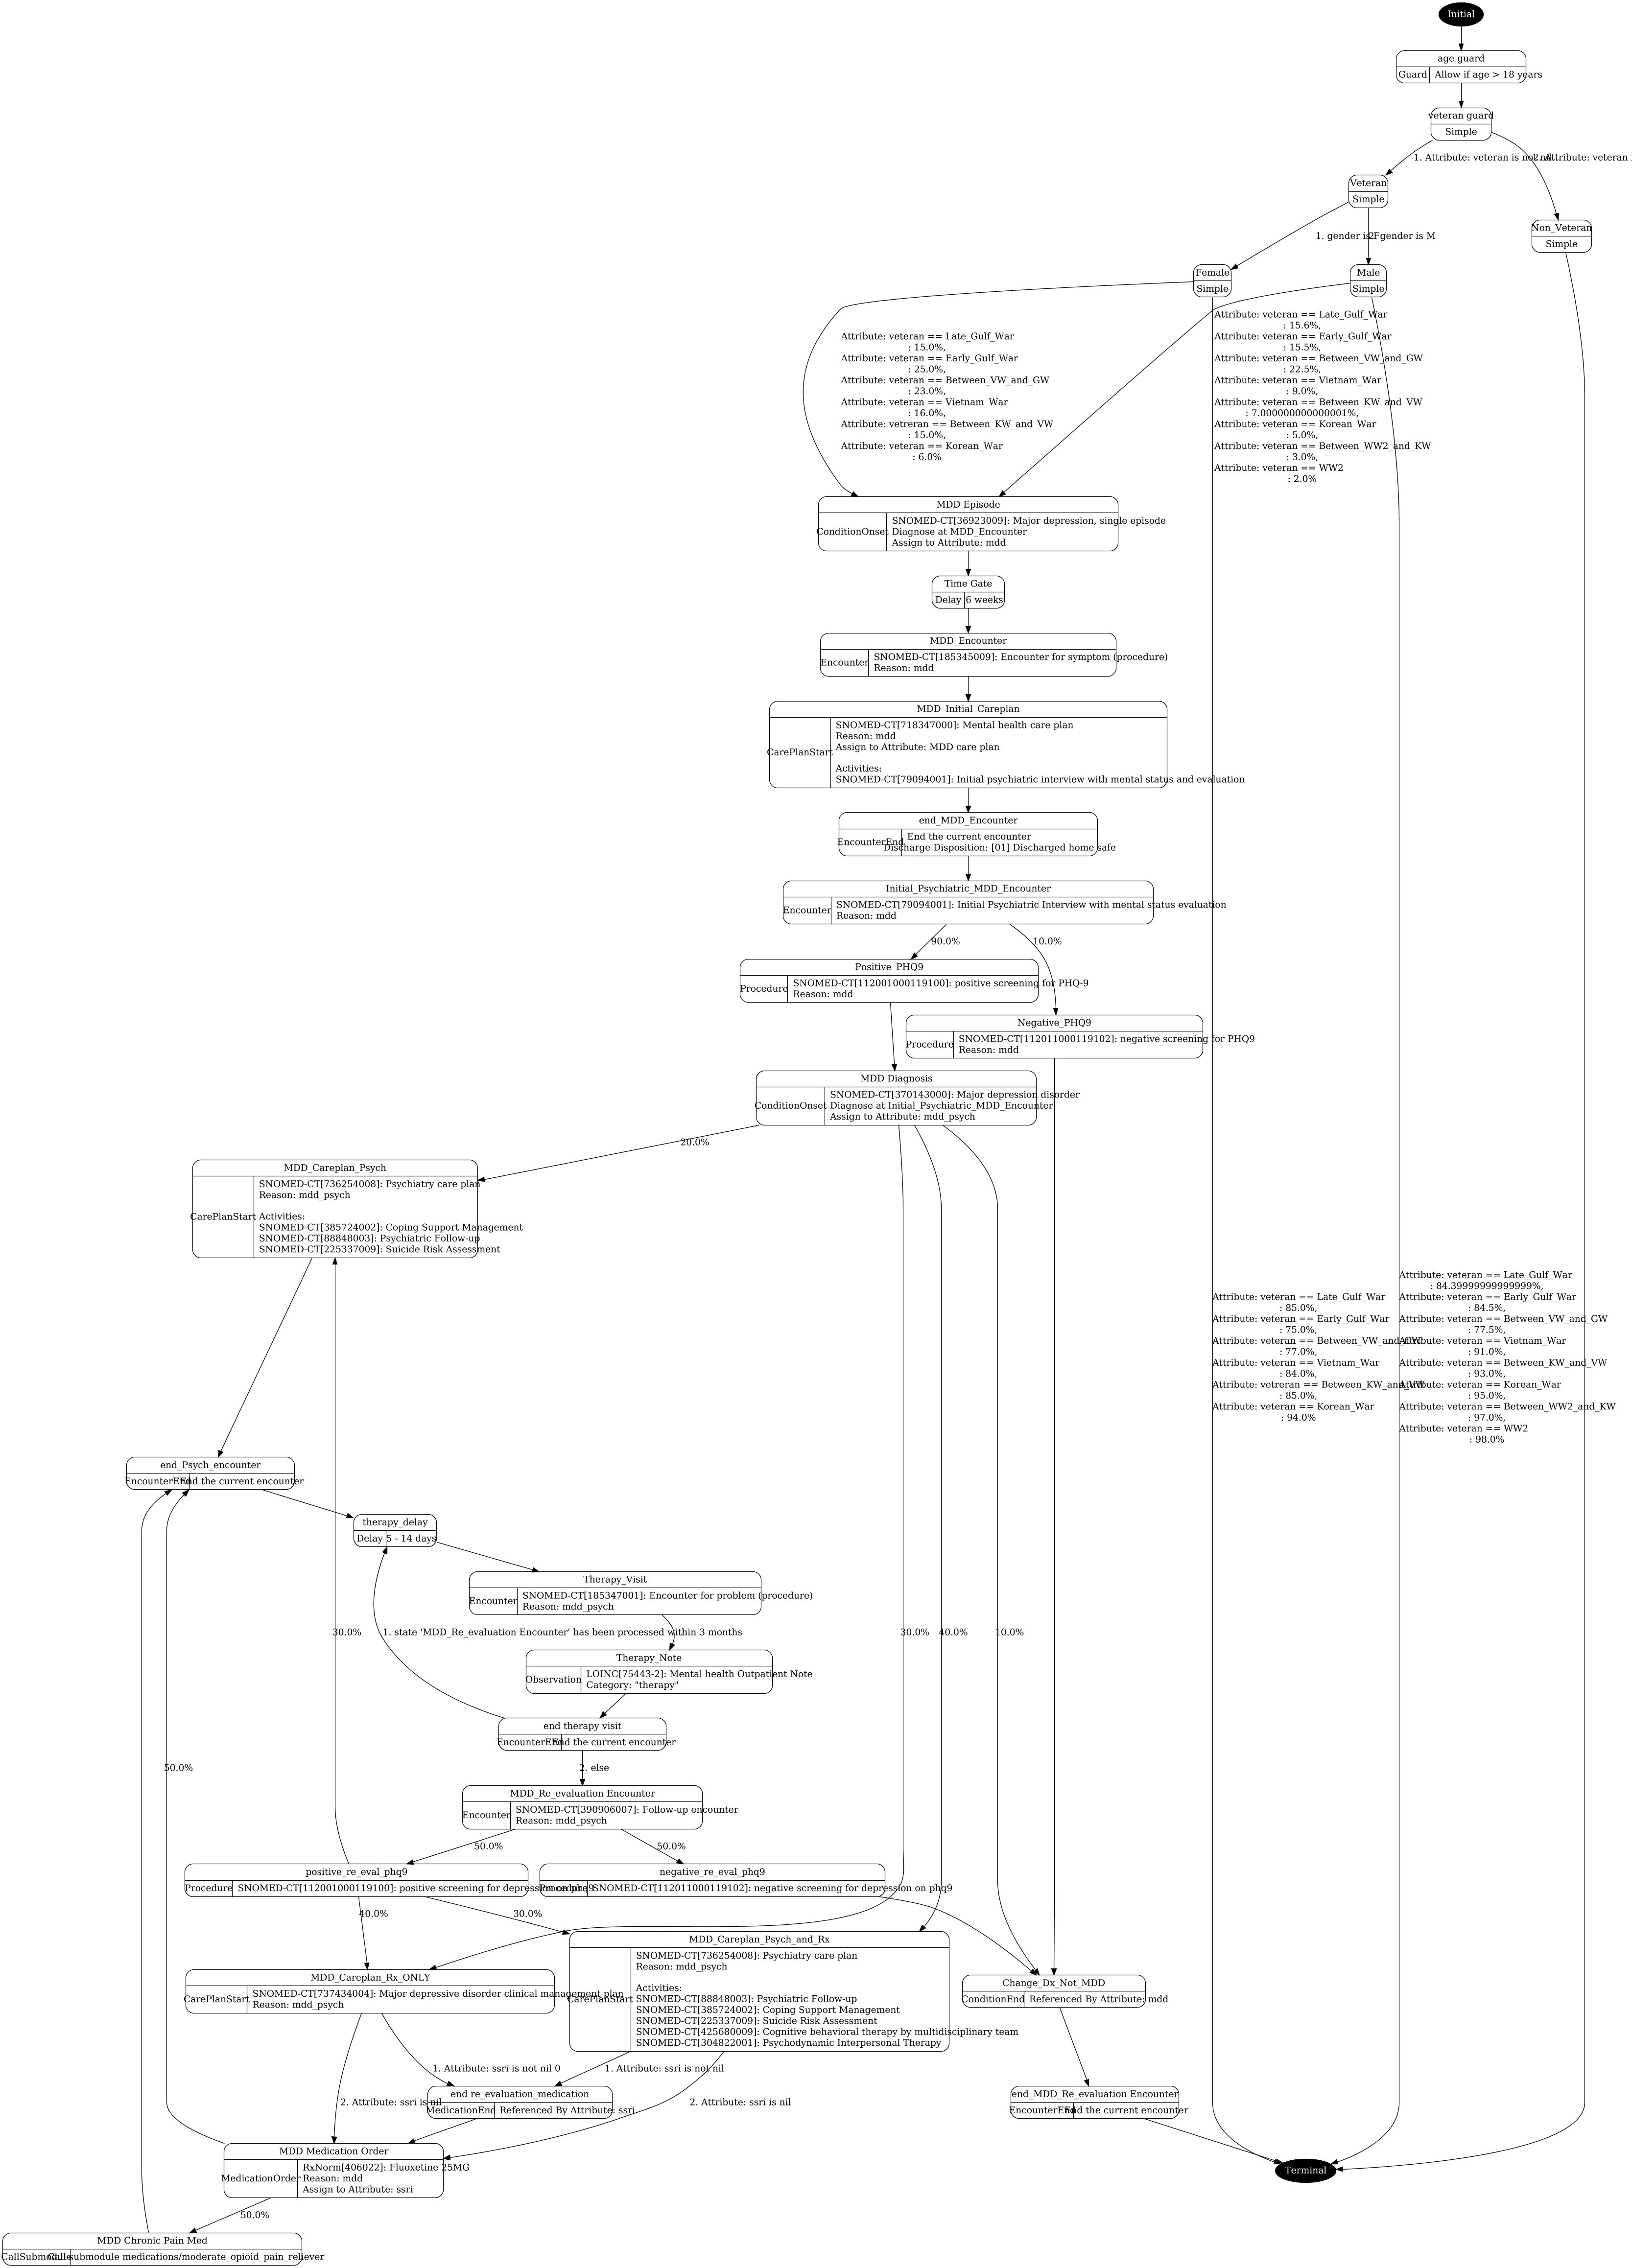 Initial
age guard
Guard Allow if age > 18 years
veteran guard
Simple
1. Attribute: veteran is not nil
2. Attribute: veteran
Veteran
Simple
Non_Veteran
Simple
1. gender is F
2. gender is M
Female
Simple
Male
Simple
Attribute: veteran == Late_Gulf_War
: 15.0%,
Attribute: veteran == Early_Gulf_War
: 25.0%,
Attribute: veteran == Between_VW_and_GW
: 23.0%,
Attribute: veteran == Vietnam_War
: 16.0%,
Attribute: vetreran == Between_KW_and_VW
: 15.0%,
Attribute: veteran == Korean_War
: 6.0%
Attribute: veteran == Late_Gulf_War
: 15.6%,
Attribute: veteran == Early_Gulf_War
: 15.5%,
Attribute: veteran == Between_VW_and_GW
: 22.5%,
Attribute: veteran == Vietnam_War
: 9.0%,
Attribute: veteran == Between_KW_and_VW
: 7.000000000000001%,
Attribute: veteran == Korean_War
: 5.0%,
Attribute: veteran == Between_WW2_and_KW
: 3.0%,
Attribute: veteran == WW2
: 2.0%
MDD Episode
ConditionOnset
SNOMED-CT[36923009]: Major depression, single episode
Diagnose at MDD_Encounter
Assign to Attribute: mdd
Time Gate
Delay 6 weeks
MDD_Encounter
Encounter
SNOMED-CT[185345009]: Encounter for symptom (procedure)
Reason: mdd
MDD_Initial_Careplan
CarePlanStart
SNOMED-CT[718347000]: Mental health care plan
Reason: mdd
Assign to Attribute: MDD care plan
Activities:
SNOMED-CT[79094001]: Initial psychiatric interview with mental status and evaluation
end_MDD_Encounter
EncounterEnd
End the current encounter
Discharge Disposition: [01] Discharged home safe
Initial_Psychiatric_MDD_Encounter
Encounter
SNOMED-CT[79094001]: Initial Psychiatric Interview with mental status evaluation
Reason: mdd
90.0%
10.0%
Positive_PHQ9
Procedure
SNOMED-CT[112001000119100]: positive screening for PHQ-9
Reason: mdd
Negative_PHQ9
Procedure
SNOMED-CT[112011000119102]: negative screening for PHQ9
Reason: mdd
MDD Diagnosis
ConditionOnset
SNOMED-CT[370143000]: Major depression disorder
Diagnose at Initial_Psychiatric_MDD_Encounter
Assign to Attribute: mdd_psych
20.0%
MDD_Careplan_Psych
CarePlanStart
SNOMED-CT[736254008]: Psychiatry care plan
Reason: mdd_psych
Activities:
SNOMED-CT[385724002]: Coping Support Management
SNOMED-CT[88848003]: Psychiatric Follow-up
SNOMED-CT[225337009]: Suicide Risk Assessment
Attribute: veteran == Late_Gulf_War
: 85.0%,
Attribute: veteran == Early_Gulf_War
: 75.0%,
Attribute: veteran == Between_VW_and_GW
: 77.0%,
Attribute: veteran == Vietnam_War
: 84.0%,
Attribute: vetreran == Between_KW_and_VW
: 85.0%,
Attribute: veteran == Korean_War
: 94.0%
Attribute: veteran == Late_Gulf_War
: 84.39999999999999%,
Attribute: veteran == Early_Gulf_War
: 84.5%,
Attribute: veteran == Between_VW_and_GW
: 77.5%,
Attribute: veteran == Vietnam_War
: 91.0%,
Attribute: veteran == Between_KW_and_VW
: 93.0%,
Attribute: veteran == Korean_War
: 95.0%,
Attribute: veteran == Between_WW2_and_KW
: 97.0%,
Attribute: veteran == WW2
: 98.0%
end_Psych_encounter
EncounterEnd End the current encounter
therapy_delay
Delay 5 - 14 days
Therapy_Visit
Encounter
SNOMED-CT[185347001]: Encounter for problem (procedure)
Reason: mdd_psych
30.0%
1. state 'MDD_Re_evaluation Encounter' has been processed within 3 months
30.0%
40.0%
10.0%
Therapy_Note
Observation
LOINC[75443-2]: Mental health Outpatient Note
Category: "therapy"
end therapy visit
EncounterEnd End the current encounter
50.0%
2. else
MDD_Re_evaluation Encounter
Encounter
SNOMED-CT[390906007]: Follow-up encounter
Reason: mdd_psych
50.0%
50.0%
positive_re_eval_phq9
Procedure SNOMED-CT[112001000119100]: positive screening for depression on phq9
negative_re_eval_phq9
Procedure SNOMED-CT[112011000119102]: negative screening for depression on phq9
40.0%
30.0%
MDD_Careplan_Psych_and_Rx
CarePlanStart
SNOMED-CT[736254008]: Psychiatry care plan
Reason: mdd_psych
Activities:
SNOMED-CT[88848003]: Psychiatric Follow-up
SNOMED-CT[385724002]: Coping Support Management
SNOMED-CT[225337009]: Suicide Risk Assessment
SNOMED-CT[425680009]: Cognitive behavioral therapy by multidisciplinary team
SNOMED-CT[304822001]: Psychodynamic Interpersonal Therapy
MDD_Careplan_Rx_ONLY
CarePlanStart
SNOMED-CT[737434004]: Major depressive disorder clinical management plan
Reason: mdd_psych
Change_Dx_Not_MDD
ConditionEnd Referenced By Attribute: mdd
1. Attribute: ssri is not nil 0
1. Attribute: ssri is not nil
2. Attribute: ssri is nil
2. Attribute: ssri is nil
end re_evaluation_medication
MedicationEnd Referenced By Attribute: ssri
end_MDD_Re_evaluation Encounter
EncounterEnd End the current encounter
MDD Medication Order
MedicationOrder
RxNorm[406022]: Fluoxetine 25MG
Reason: mdd
Assign to Attribute: ssri
Terminal
50.0%
MDD Chronic Pain Med
CallSubmodule Call submodule medications/moderate_opioid_pain_reliever